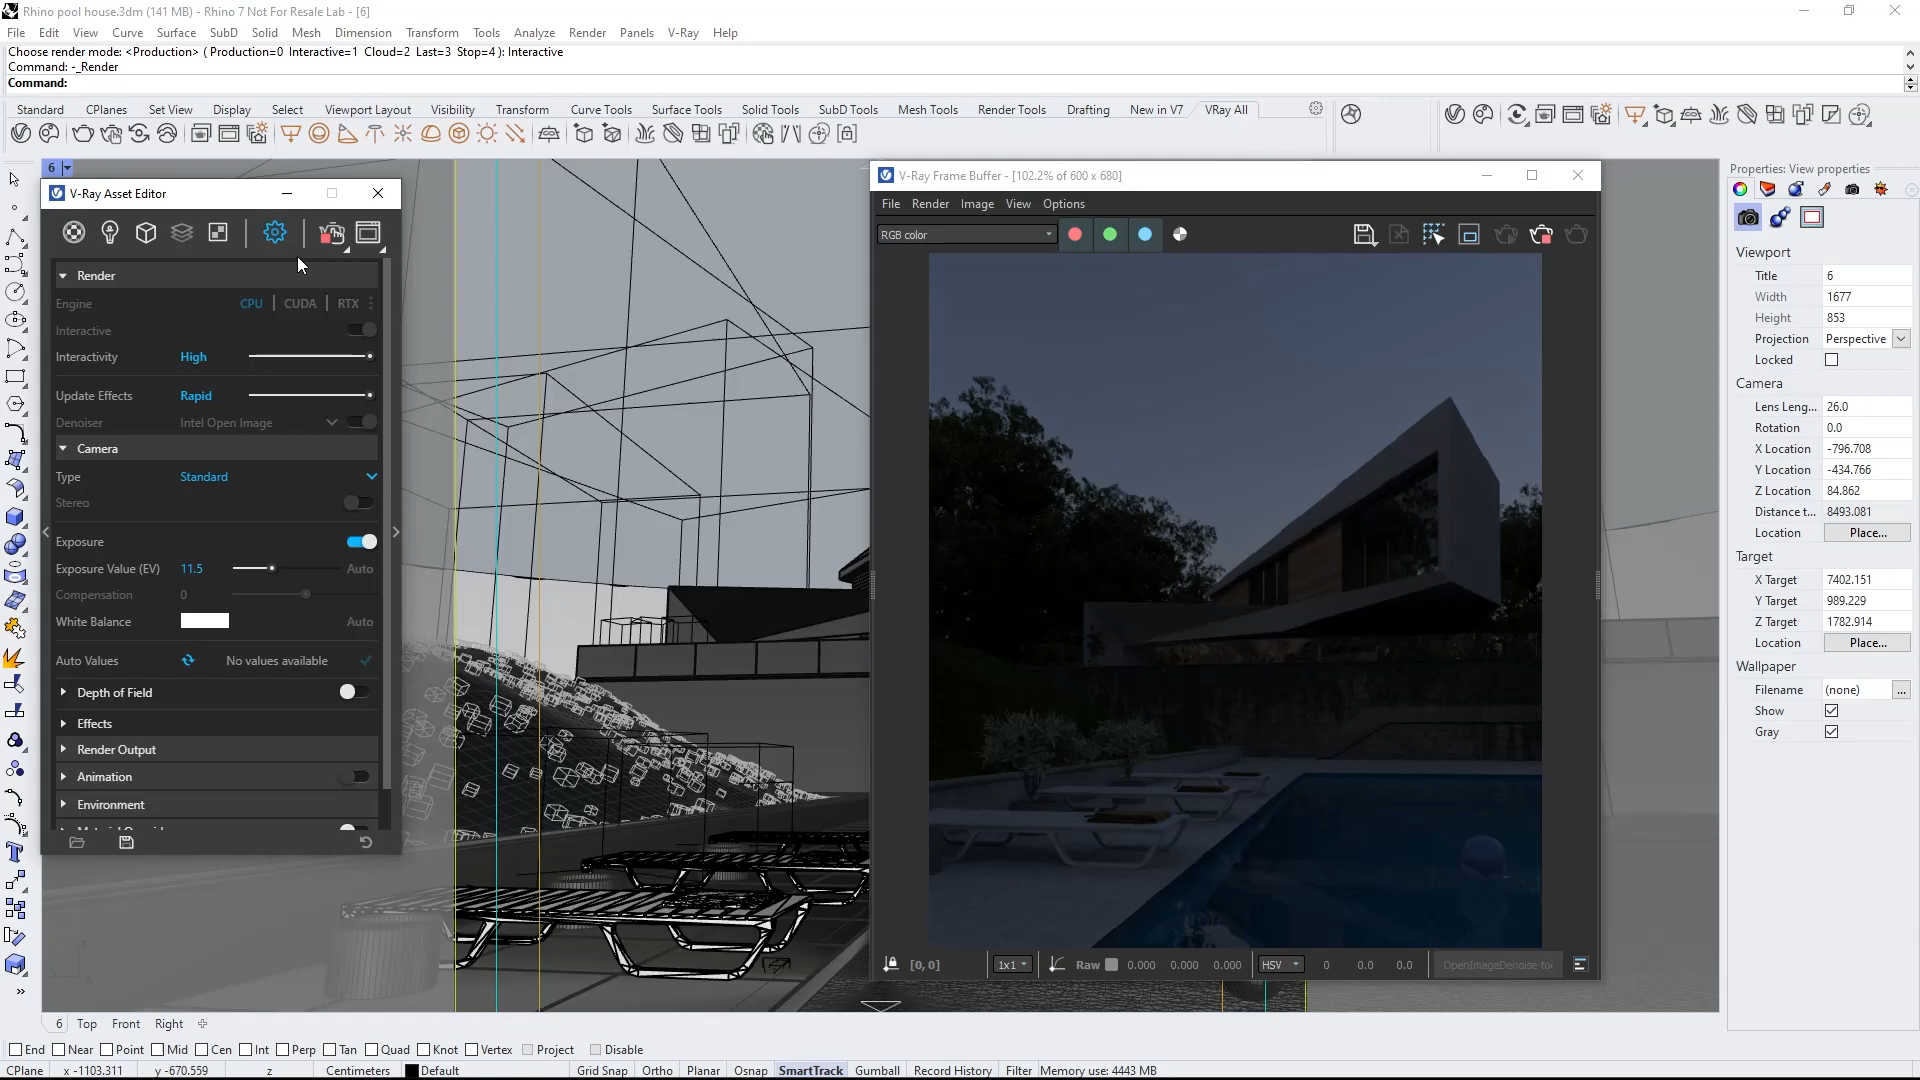 Rhino pool house.3dm (141 MB) - Rhino 7 Not For Resale Lab - [6]
File Edit View Curve Surface SubD Solid Mesh Dimension Transform Tools Analyze Render Panels V-Ray Help
Choose render mode: <Production> ( Production=0 Interactive=1 Cloud=2 Last=3 Stop=4 ): Interactive
Command: -_Render
Command:
Standard CPlanes Set View Display Select Viewport Layout Visibility Transform Curve Tools Surface Tools Solid Tools SubD Tools Mesh Tools Render Tools Drafting New in V7 VRay All
6
V-Ray Asset Editor
Render
Engine CPU | CUDA | RTX
Interactive
Interactivity High
Update Effects Rapid
Denoiser Intel Open Image
Camera
Type Standard
Stereo
Exposure
Exposure Value (EV) 11.5 Auto
Compensation 0
White Balance Auto
Auto Values No values available
Depth of Field
Effects
Render Output
Animation
Environment
V-Ray Frame Buffer - [102.2% of 600 x 680]
File Render Image View Options
RGB color
[0, 0] 1x1 Raw 0.000 0.000 0.000 HSV 0 0.0 0.0 OpenImageDenoise
Properties: View properties
Viewport
Title 6
Width 1677
Height 853
Projection Perspective
Locked
Camera
Lens Leng... 26.0
Rotation 0.0
X Location -796.708
Y Location -434.766
Z Location 84.862
Distance t... 8493.081
Location Place...
Target
X Target 7402.151
Y Target 989.229
Z Target 1782.914
Location Place...
Wallpaper
Filename (none) ...
Show
Gray
6 Top Front Right
End Near Point Mid Cen Int Perp Tan Quad Knot Vertex Project Disable
CPlane x -1103.311 y -670.559 z Centimeters Default Grid Snap Ortho Planar Osnap SmartTrack Gumball Record History Filter Memory use: 4443 MB